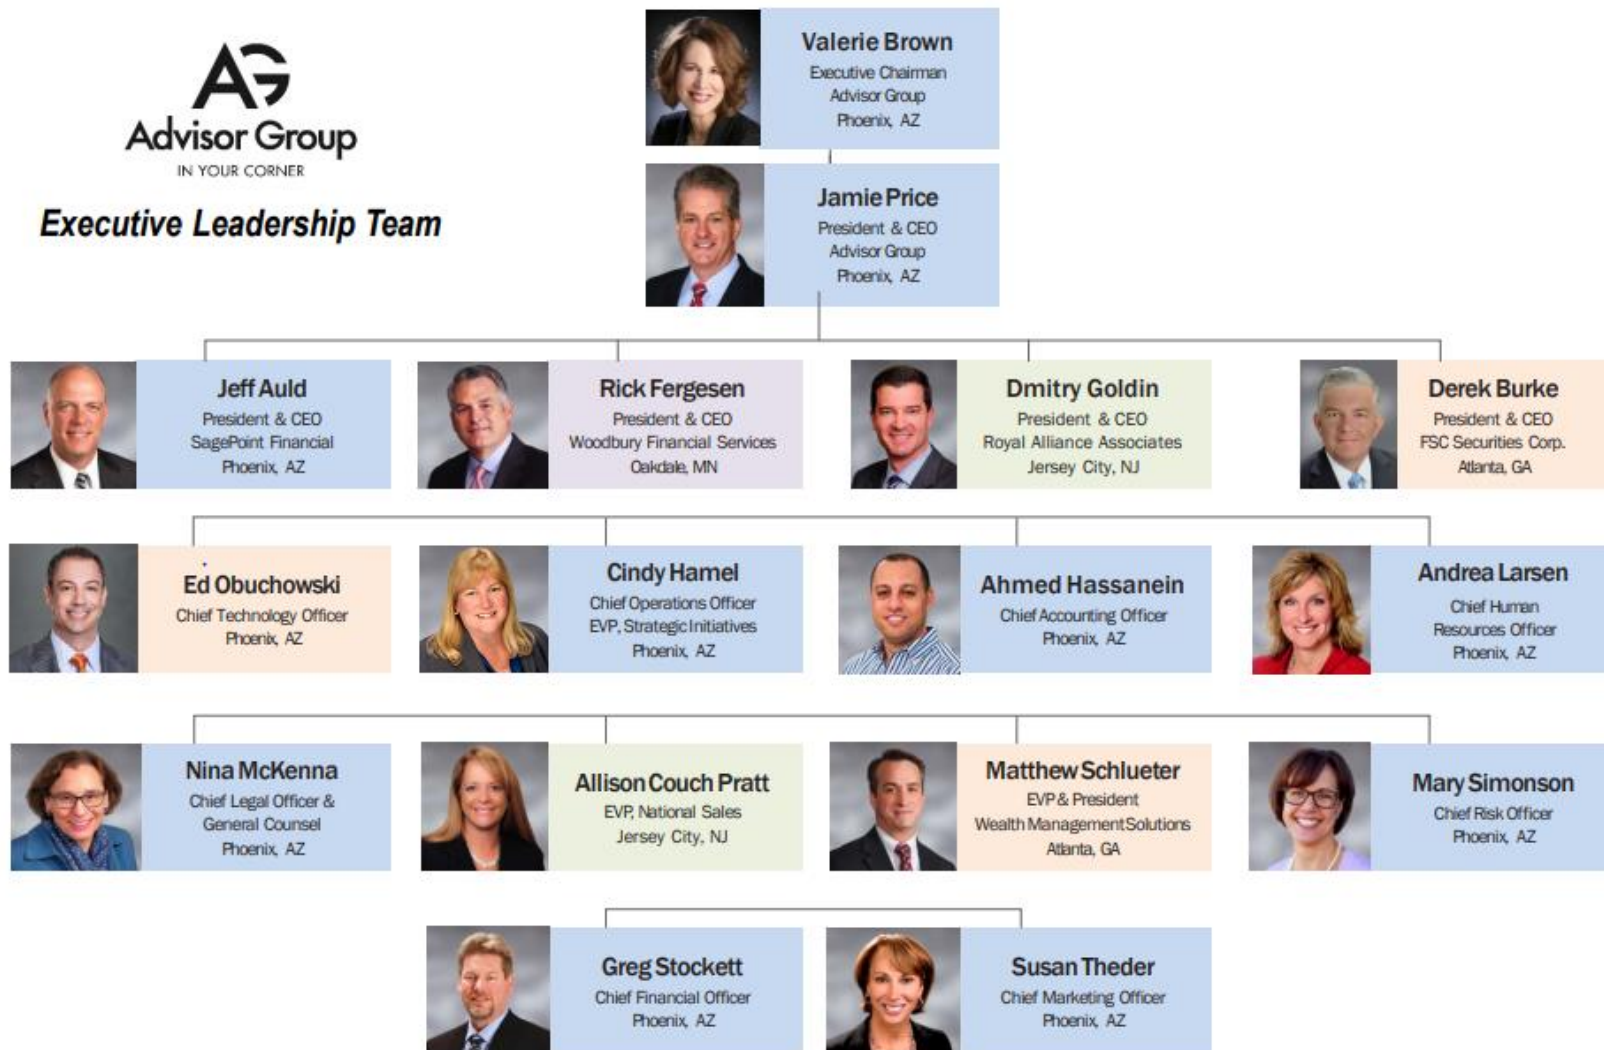 AG
Advisor Group
IN YOUR CORNER
Executive Leadership Team
Valerie Brown
Executive Chairman
Advisor Group
Phoenix, AZ
Jamie Price
President & CEO
Advisor Group
Phoenix, AZ
Jeff Auld
President & CEO
SagePoint Financial
Phoenix, AZ
Rick Fergesen
President & CEO
Woodbury Financial Services
Oakdale, MN
Dmitry Goldin
President & CEO
Royal Alliance Associates
Jersey City, NJ
Derek Burke
President & CEO
FSC Securities Corp.
Atlanta, GA
Ed Obuchowski
Chief Technology Officer
Phoenix, AZ
Cindy Hamel
Chief Operations Officer
EVP, Strategic Initiatives
Phoenix, AZ
Ahmed Hassanein
Chief Accounting Officer
Phoenix, AZ
Andrea Larsen
Chief Human
Resources Officer
Phoenix, AZ
Nina McKenna
Chief Legal Officer &
General Counsel
Phoenix, AZ
Allison Couch Pratt
EVP, National Sales
Jersey City, NJ
Matthew Schlueter
EVP & President
Wealth Management Solutions
Atlanta, GA
Mary Simonson
Chief Risk Officer
Phoenix, AZ
Greg Stockett
Chief Financial Officer
Phoenix, AZ
Susan Theder
Chief Marketing Officer
Phoenix, AZ